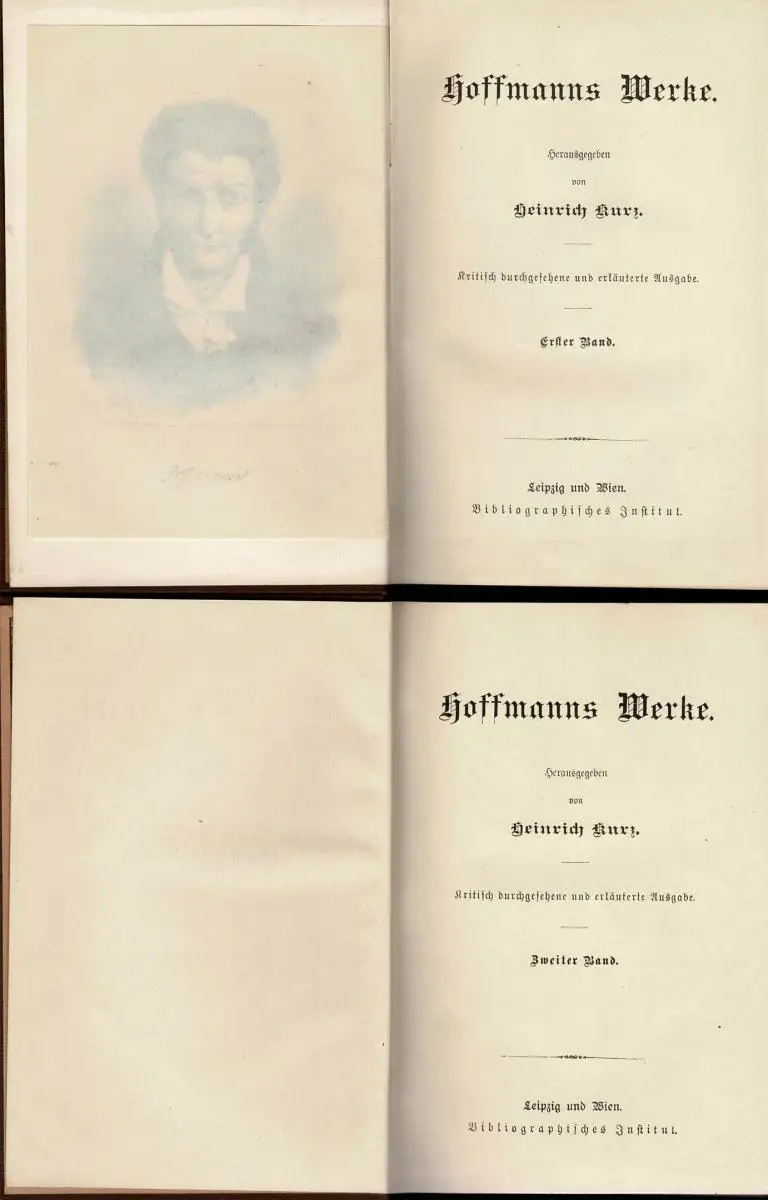 Hoffmanns Werke.
Herausgegeben
von
Heinrich Kurz.
Kritisch durchgesehene und erläuterte Ausgabe.
Erster Band.
Leipzig und Wien.
Bibliographisches Institut.
Hoffmanns Werke.
Herausgegeben
von
Heinrich Kurz.
Kritisch durchgesehene und erläuterte Ausgabe.
Zweiter Band.
Leipzig und Wien.
Bibliographisches Institut.